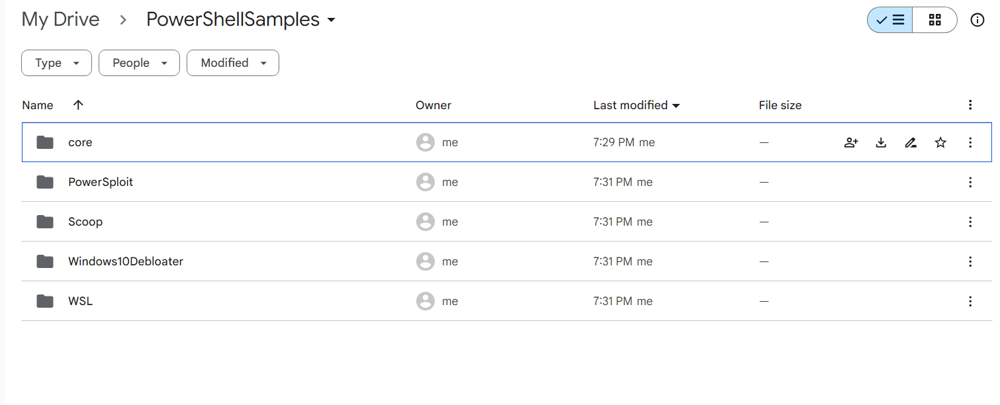 My Drive > PowerShellSamples
Type People Modified
Name Owner Last modified File size
core me 7:29 PM me —
PowerSploit me 7:31 PM me —
Scoop me 7:31 PM me —
Windows10Debloater me 7:31 PM me —
WSL me 7:31 PM me —